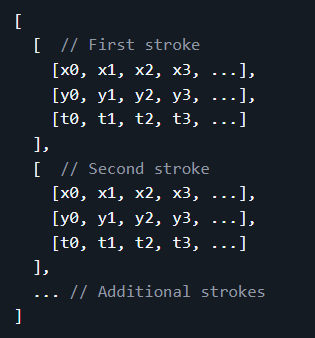 [
  [  // First stroke
    [x0, x1, x2, x3, ...],
    [y0, y1, y2, y3, ...],
    [t0, t1, t2, t3, ...]
  ],
  [  // Second stroke
    [x0, x1, x2, x3, ...],
    [y0, y1, y2, y3, ...],
    [t0, t1, t2, t3, ...]
  ],
  ... // Additional strokes
]